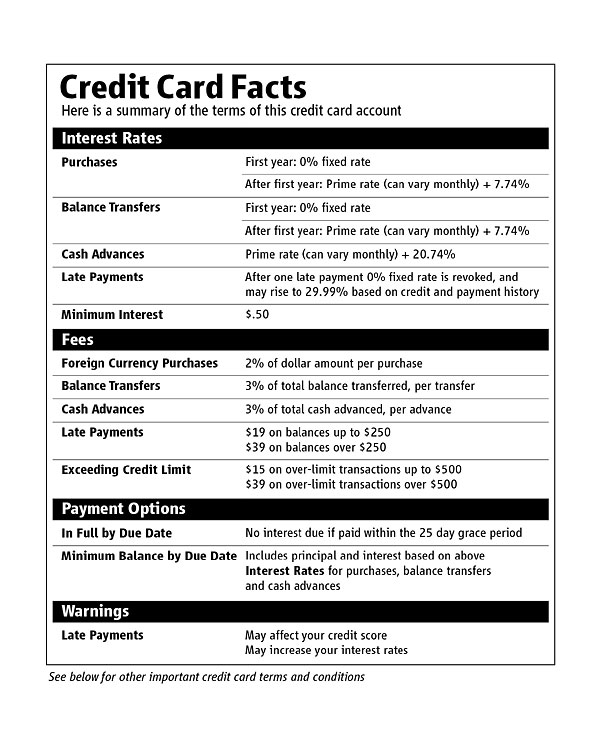 Credit Card Facts
Here is a summary of the terms of this credit card account
Interest Rates
Purchases First year: 0% fixed rate
After first year: Prime rate (can vary monthly) + 7.74%
Balance Transfers First year: 0% fixed rate
After first year: Prime rate (can vary monthly) + 7.74%
Cash Advances Prime rate (can vary monthly) + 20.74%
Late Payments After one late payment 0% fixed rate is revoked, and
may rise to 29.99% based on credit and payment history
Minimum Interest $.50
Fees
Foreign Currency Purchases 2% of dollar amount per purchase
Balance Transfers 3% of total balance transferred, per transfer
Cash Advances 3% of total cash advanced, per advance
Late Payments $19 on balances up to $250
$39 on balances over $250
Exceeding Credit Limit $15 on over-limit transactions up to $500
$39 on over-limit transactions over $500
Payment Options
In Full by Due Date No interest due if paid within the 25 day grace period
Minimum Balance by Due Date Includes principal and interest based on above
Interest Rates for purchases, balance transfers
and cash advances
Warnings
Late Payments May affect your credit score
May increase your interest rates
See below for other important credit card terms and conditions